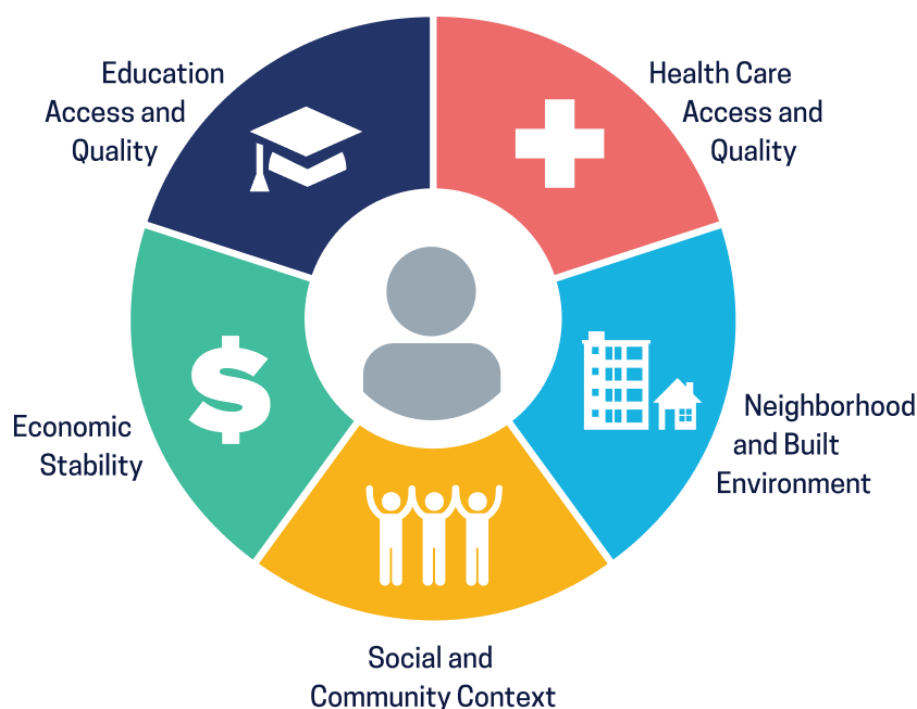 Education
Access and
Quality
Health Care
Access and
Quality
Economic
Stability
Neighborhood
and Built
Environment
Social and
Community Context